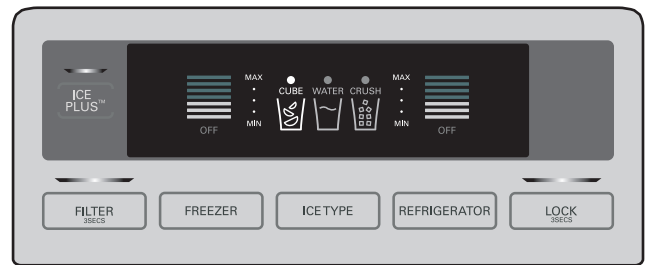 ICE
PLUS™
MAX
MIN
OFF
CUBE WATER CRUSH
MAX
MIN
OFF
FILTER
3SECS
FREEZER
ICE TYPE
REFRIGERATOR
LOCK
3SECS